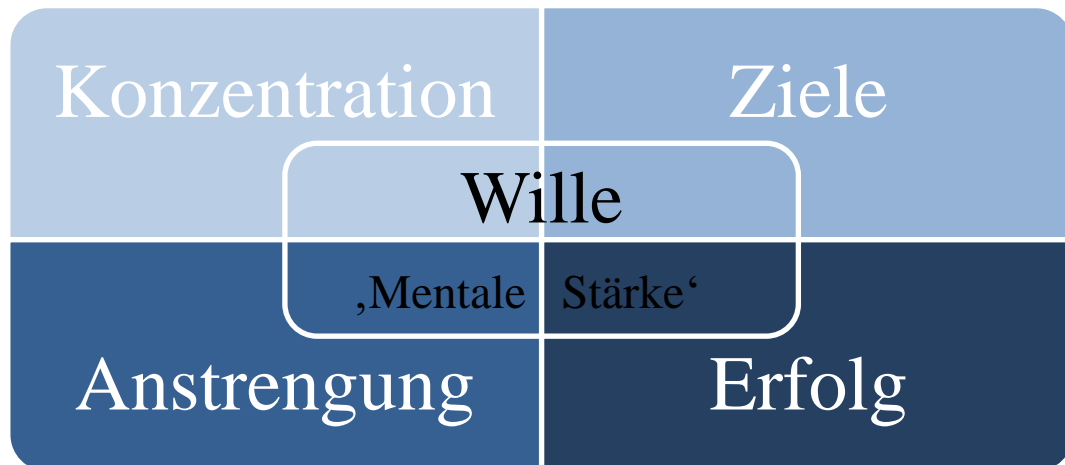 Konzentration Ziele
Wille
‚Mentale Stärke‘
Anstrengung Erfolg